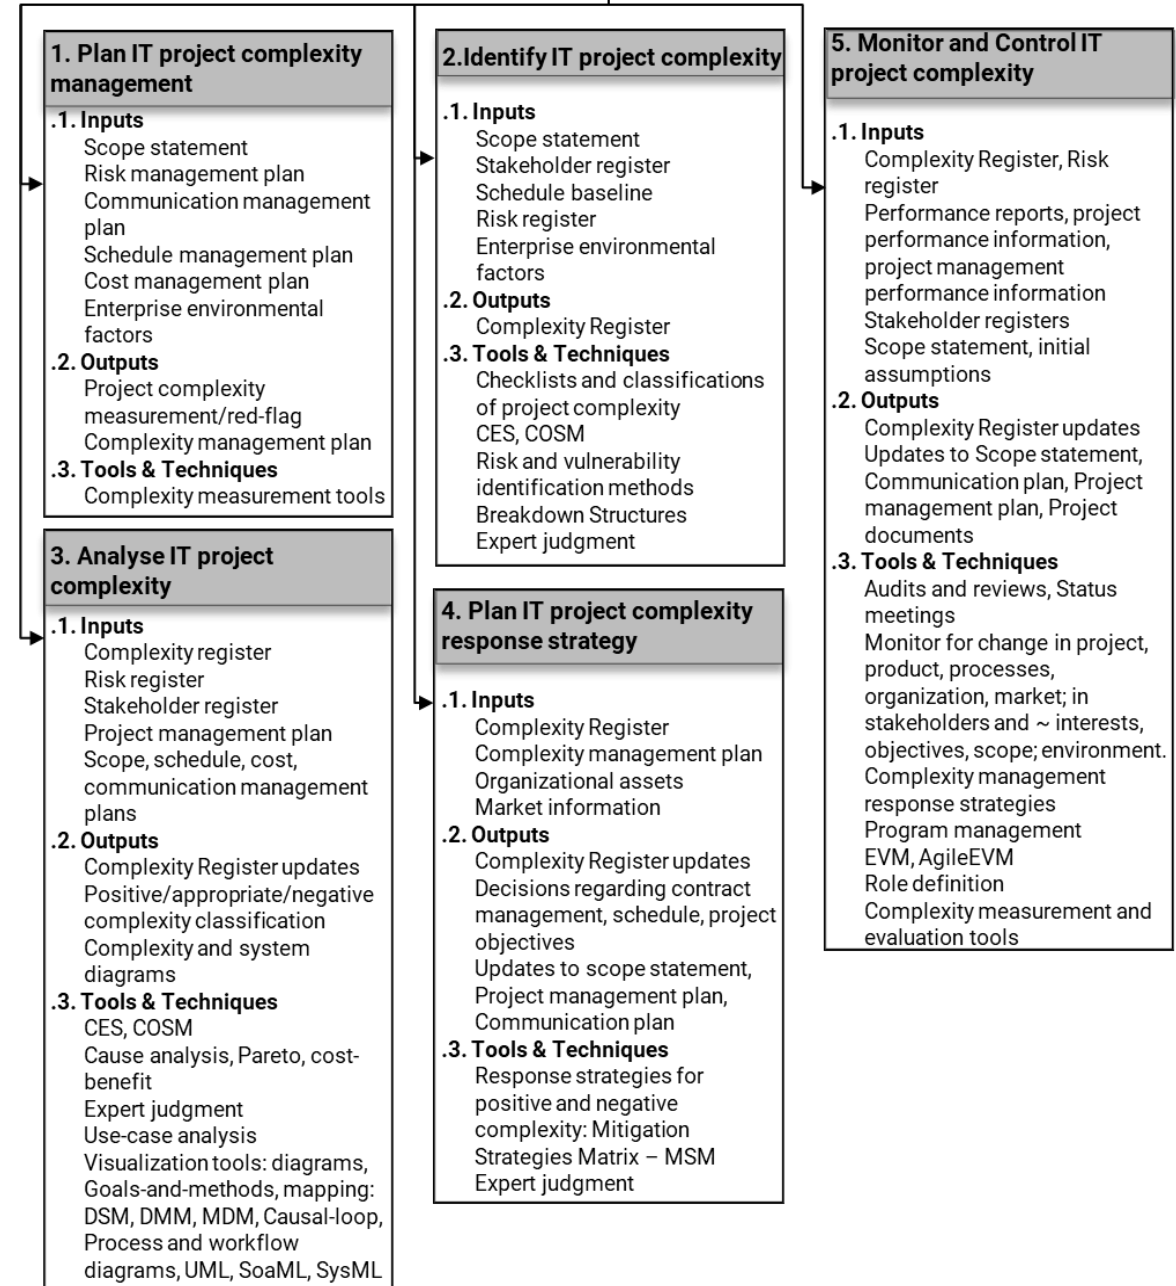 1. Plan IT project complexity
management
.1. Inputs
Scope statement
Risk management plan
Communication management
plan
Schedule management plan
Cost management plan
Enterprise environmental
factors
.2. Outputs
Project complexity
measurement/red-flag
Complexity management plan
.3. Tools & Techniques
Complexity measurement tools
2.Identify IT project complexity
.1. Inputs
Scope statement
Stakeholder register
Schedule baseline
Risk register
Enterprise environmental
factors
.2. Outputs
Complexity Register
.3. Tools & Techniques
Checklists and classifications
of project complexity
CES, COSM
Risk and vulnerability
identification methods
Breakdown Structures
Expert judgment
3. Analyse IT project
complexity
.1. Inputs
Complexity register
Risk register
Stakeholder register
Project management plan
Scope, schedule, cost,
communication management
plans
.2. Outputs
Complexity Register updates
Positive/appropriate/negative
complexity classification
Complexity and system
diagrams
.3. Tools & Techniques
CES, COSM
Cause analysis, Pareto, cost-
benefit
Expert judgment
Use-case analysis
Visualization tools: diagrams,
Goals-and-methods, mapping:
DSM, DMM, MDM, Causal-loop,
Process and workflow
diagrams, UML, SoaML, SysML
4. Plan IT project complexity
response strategy
.1. Inputs
Complexity Register
Complexity management plan
Organizational assets
Market information
.2. Outputs
Complexity Register updates
Decisions regarding contract
management, schedule, project
objectives
Updates to scope statement,
Project management plan,
Communication plan
.3. Tools & Techniques
Response strategies for
positive and negative
complexity: Mitigation
Strategies Matrix – MSM
Expert judgment
5. Monitor and Control IT
project complexity
.1. Inputs
Complexity Register, Risk
register
Performance reports, project
performance information,
project management
performance information
Stakeholder registers
Scope statement, initial
assumptions
.2. Outputs
Complexity Register updates
Updates to Scope statement,
Communication plan, Project
management plan, Project
documents
.3. Tools & Techniques
Audits and reviews, Status
meetings
Monitor for change in project,
product, processes,
organization, market; in
stakeholders and ~ interests,
objectives, scope; environment.
Complexity management
response strategies
Program management
EVM, AgileEVM
Role definition
Complexity measurement and
evaluation tools